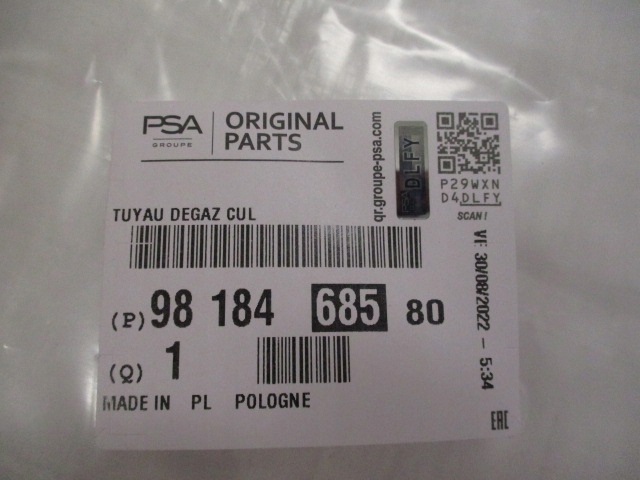 PSA
GROUPE
ORIGINAL
PARTS
qr.groupe-psa.com
DLFY
P29WXN
D4DLFY
SCAN!
TUYAU DEGAZ CUL
(P) 98 184 685 80
(Q) 1
MADE IN PL POLOGNE
VF 30/08/2022 - 5:34
EAC